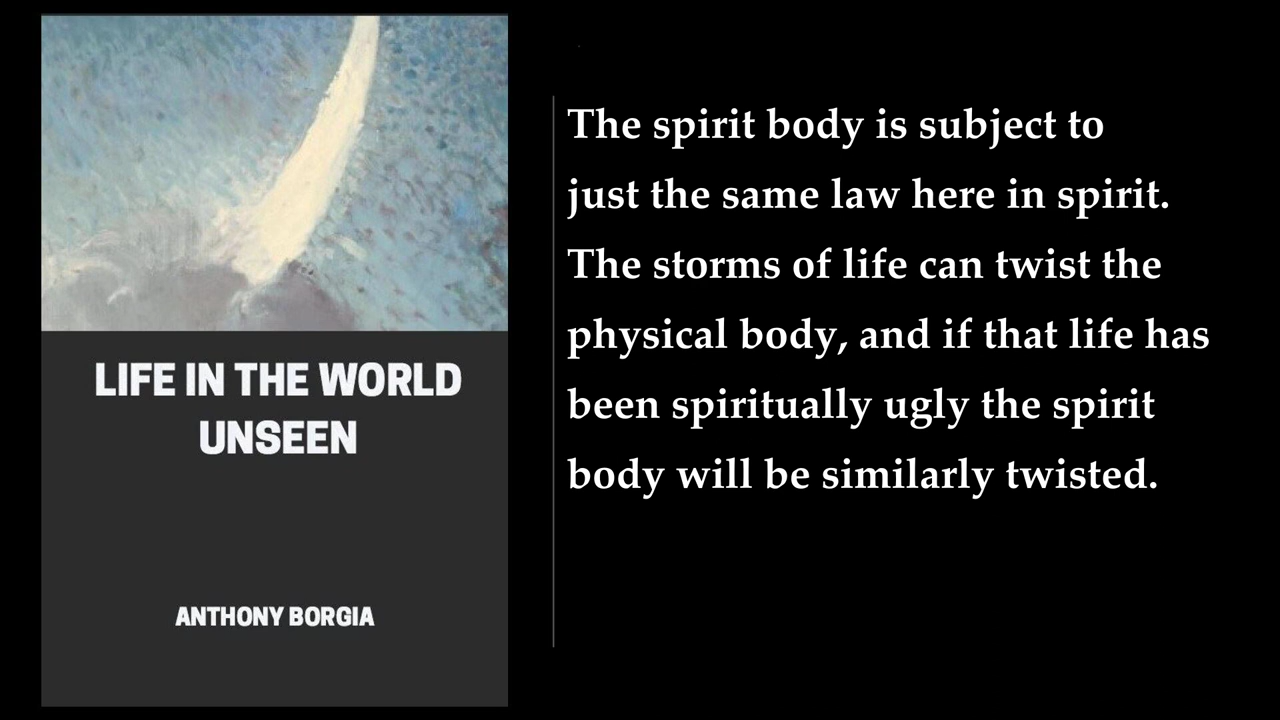 LIFE IN THE WORLD
UNSEEN
ANTHONY BORGIA
The spirit body is subject to
just the same law here in spirit.
The storms of life can twist the
physical body, and if that life has
been spiritually ugly the spirit
body will be similarly twisted.